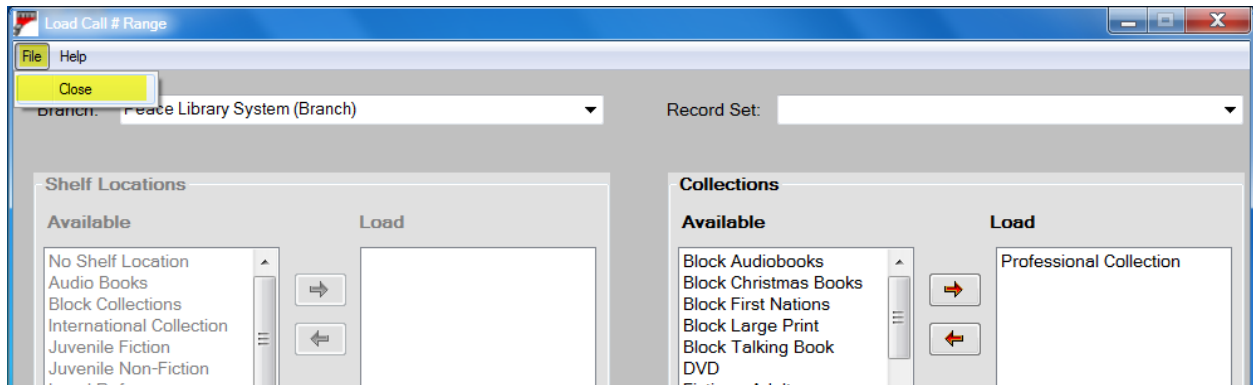 Load Call # Range
File Help
Close
Branch: Peace Library System (Branch)
Record Set:
Shelf Locations
Available Load
No Shelf Location
Audio Books
Block Collections
International Collection
Juvenile Fiction
Juvenile Non-Fiction
Collections
Available Load
Block Audiobooks
Block Christmas Books
Block First Nations
Block Large Print
Block Talking Book
DVD
Professional Collection